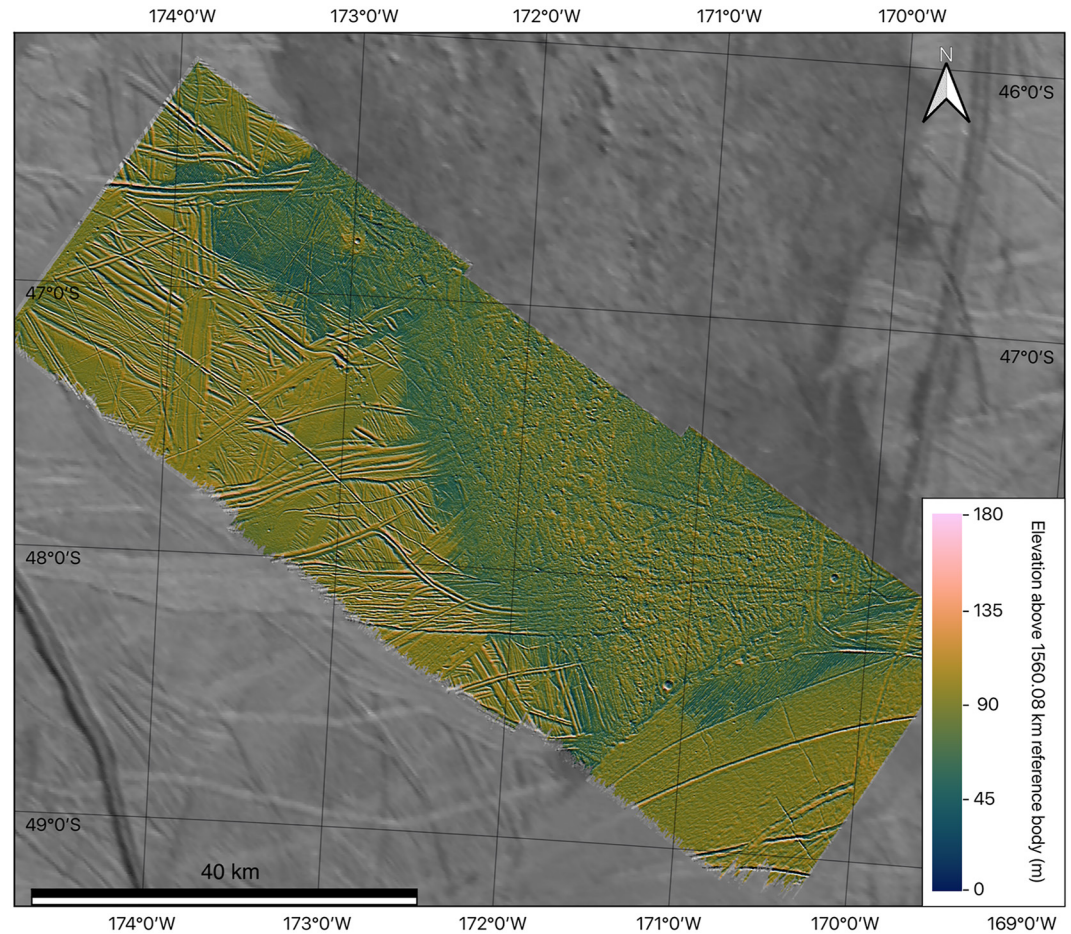 174°0'W 173°0'W 172°0'W 171°0'W 170°0'W
N
46°0'S
47°0'S
47°0'S
48°0'S
49°0'S
180
135
90
45
0
Elevation above 1560.08 km reference body (m)
40 km
174°0'W 173°0'W 172°0'W 171°0'W 170°0'W 169°0'W